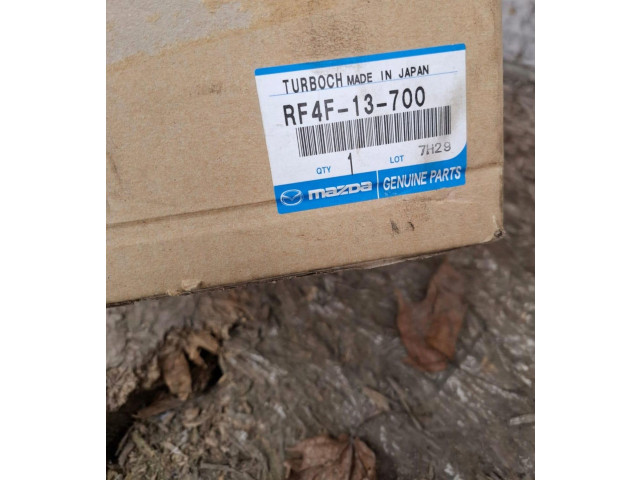 TURBOCH MADE IN JAPAN
RF4F-13-700
QTY 1 LOT 7H28
mazda GENUINE PARTS